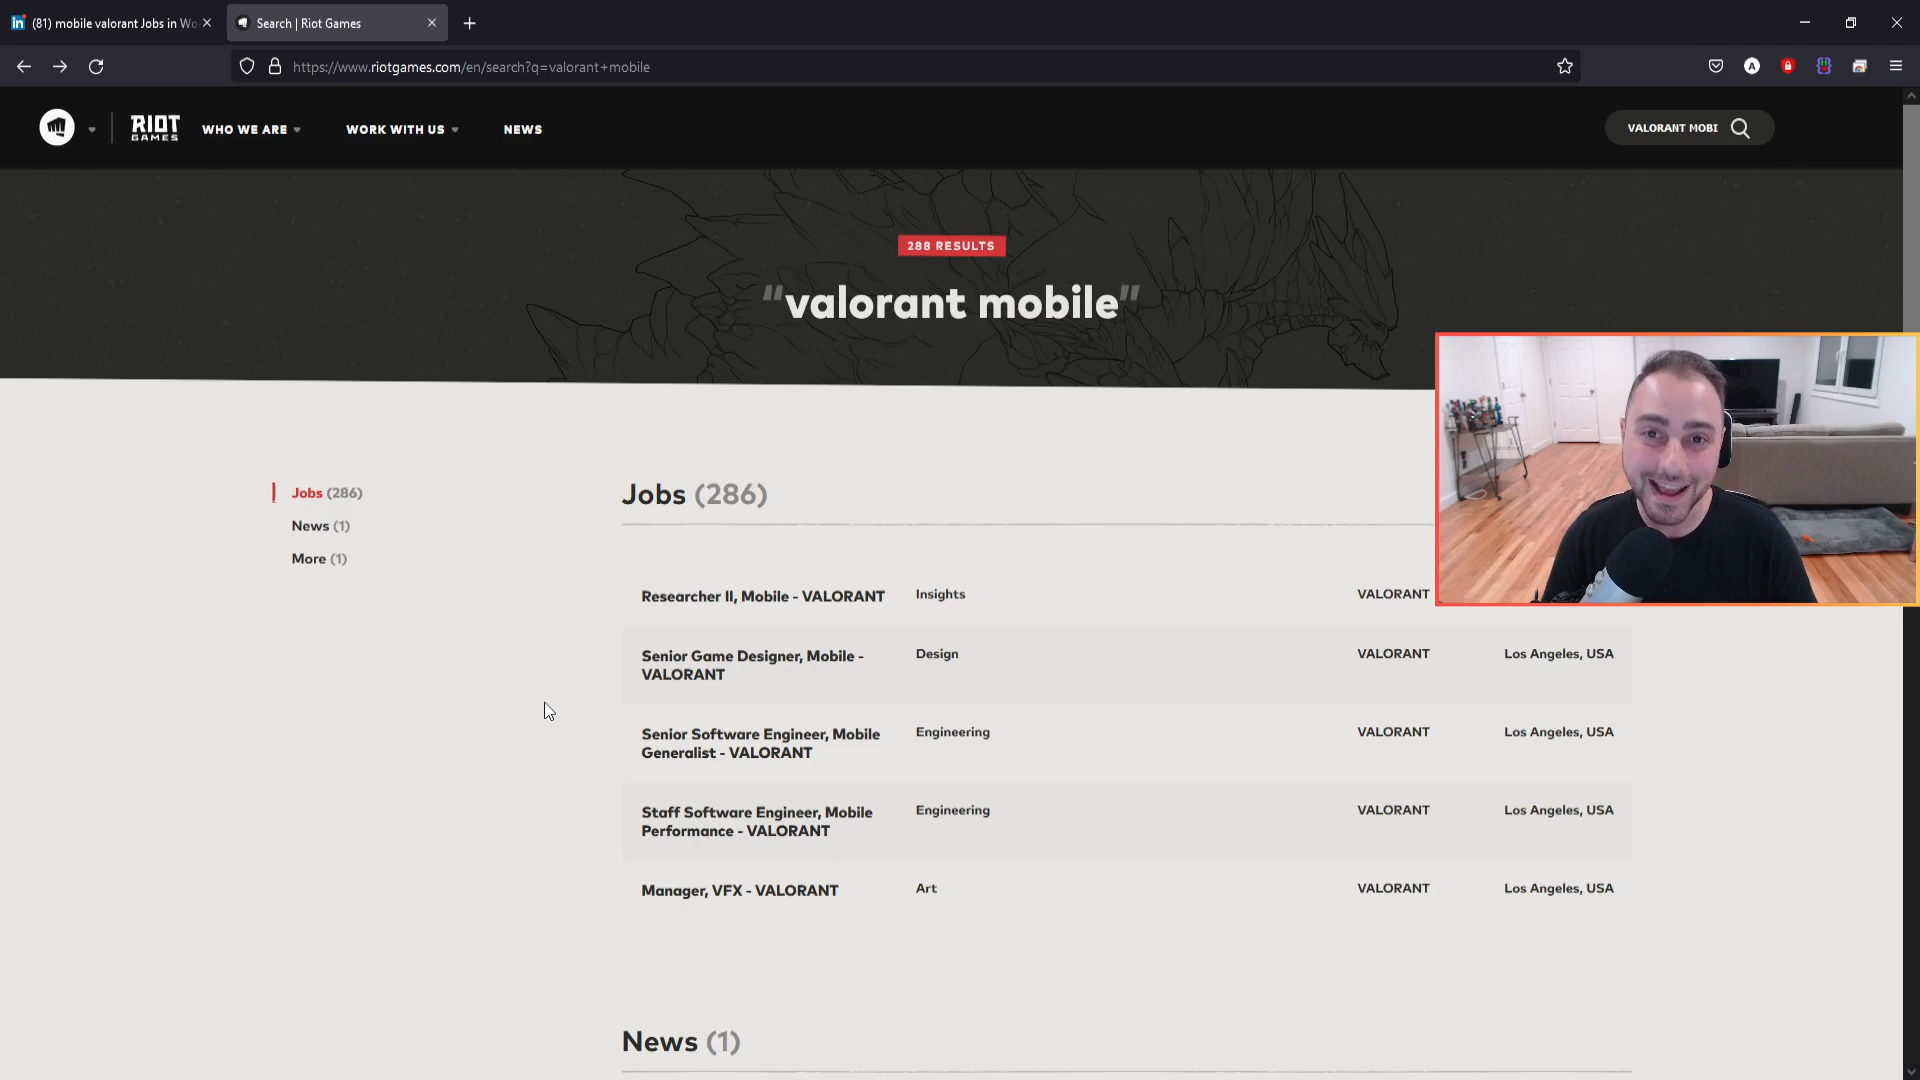 (81) mobile valorant Jobs in Wo
Search | Riot Games
https://www.riotgames.com/en/search?q=valorant+mobile
RIOT GAMES
WHO WE ARE
WORK WITH US
NEWS
VALORANT MOBI
288 RESULTS
"valorant mobile"
Jobs (286)
News (1)
More (1)
Jobs (286)
Researcher II, Mobile - VALORANT
Insights
VALORANT
Senior Game Designer, Mobile -
VALORANT
Design
VALORANT
Los Angeles, USA
Senior Software Engineer, Mobile
Generalist - VALORANT
Engineering
VALORANT
Los Angeles, USA
Staff Software Engineer, Mobile
Performance - VALORANT
Engineering
VALORANT
Los Angeles, USA
Manager, VFX - VALORANT
Art
VALORANT
Los Angeles, USA
News (1)